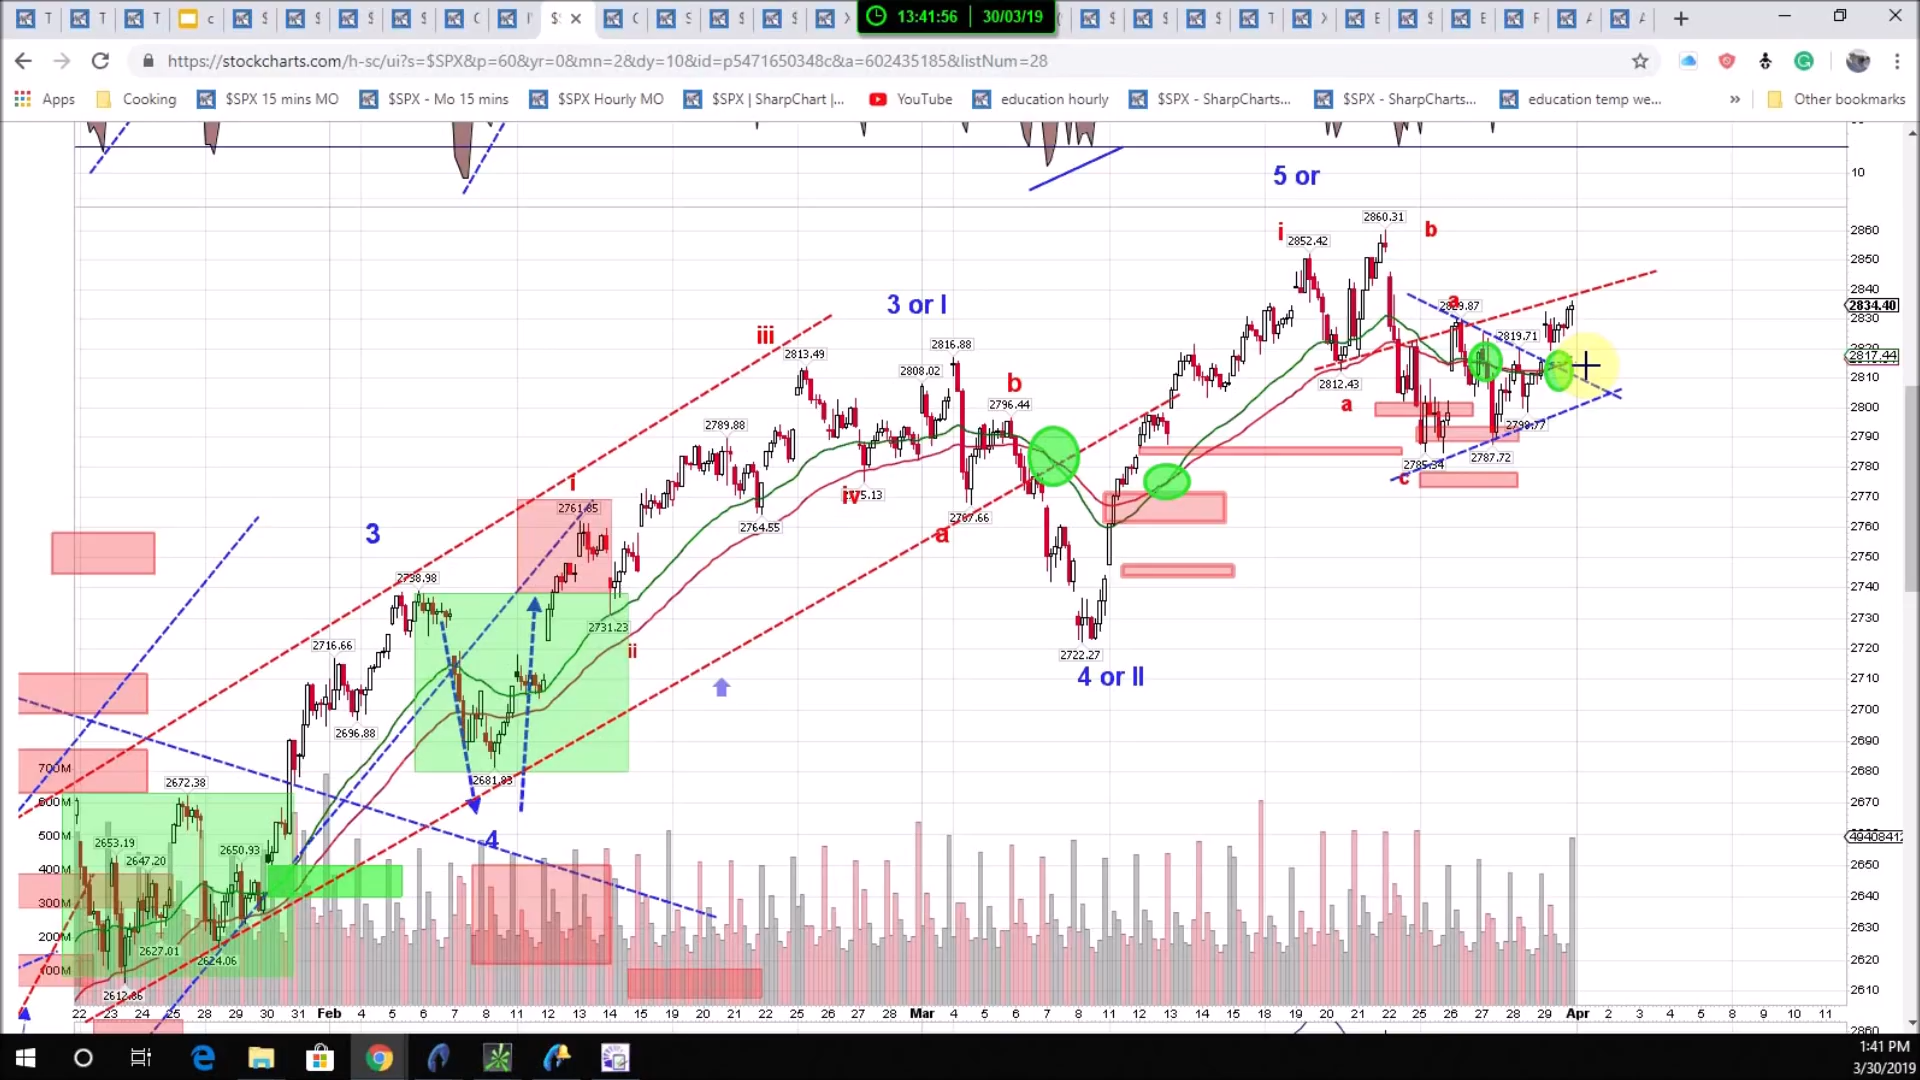 T
T
T
c
$
$
$
$
C
$
C
$
$
$
13:41:56 | 30/03/19
$
$
$
T
E
$
E
F
https://stockcharts.com/h-sc/ui?s=$SPX&p=60&yr=0&mn=2&dy=10&id=p5471650348c&a=602435185&listNum=28
Apps
Cooking
$SPX 15 mins MO
$SPX - Mo 15 mins
$SPX Hourly MO
$SPX | SharpChart |...
YouTube
education hourly
$SPX - SharpCharts...
$SPX - SharpCharts...
education temp we...
»
Other bookmarks
10
5 or
2860.31
i
2852.42
b
2860
2850
2840
2834.40
2830
2817.44
2810
2800
2790
2780
2770
2760
2750
2740
2730
2720
2710
2700
2690
2680
2670
2650
2640
2630
2620
2610
3 or I
a
2819.71
iii
2813.49
2816.88
2808.02
b
2796.44
2812.43
a
2798.77
2787.72
2785.34
c
2789.88
i
2761.85
iv
2775.13
2767.66
a
2764.55
3
2738.98
2731.23
ii
2722.27
4 or II
2716.66
2696.88
2681.83
4
2672.38
2653.19
2647.20
2650.93
2627.01
2624.06
2612.86
700M
600M
500M
400M
300M
200M
100M
22 23 24 25 28 29 30 31 Feb 4 5 6 7 8 11 12 13 14 15 19 20 21 22 25 26 27 28 Mar 4 5 6 7 8 11 12 13 14 15 18 19 20 21 22 25 26 27 28 29 Apr 2 3 4 5 8 9 10 11
1:41 PM
3/30/2019